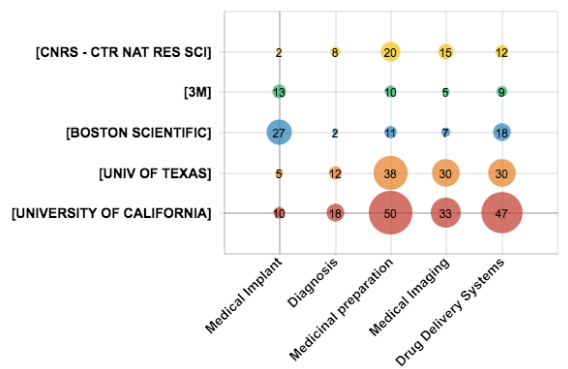 [CNRS - CTR NAT RES SCI] 2 8 20 15 12
[3M] 13 10 5 9
[BOSTON SCIENTIFIC] 27 2 11 7 18
[UNIV OF TEXAS] 5 12 38 30 30
[UNIVERSITY OF CALIFORNIA] 10 18 50 33 47
Medical Implant
Diagnosis
Medicinal preparation
Medical Imaging
Drug Delivery Systems